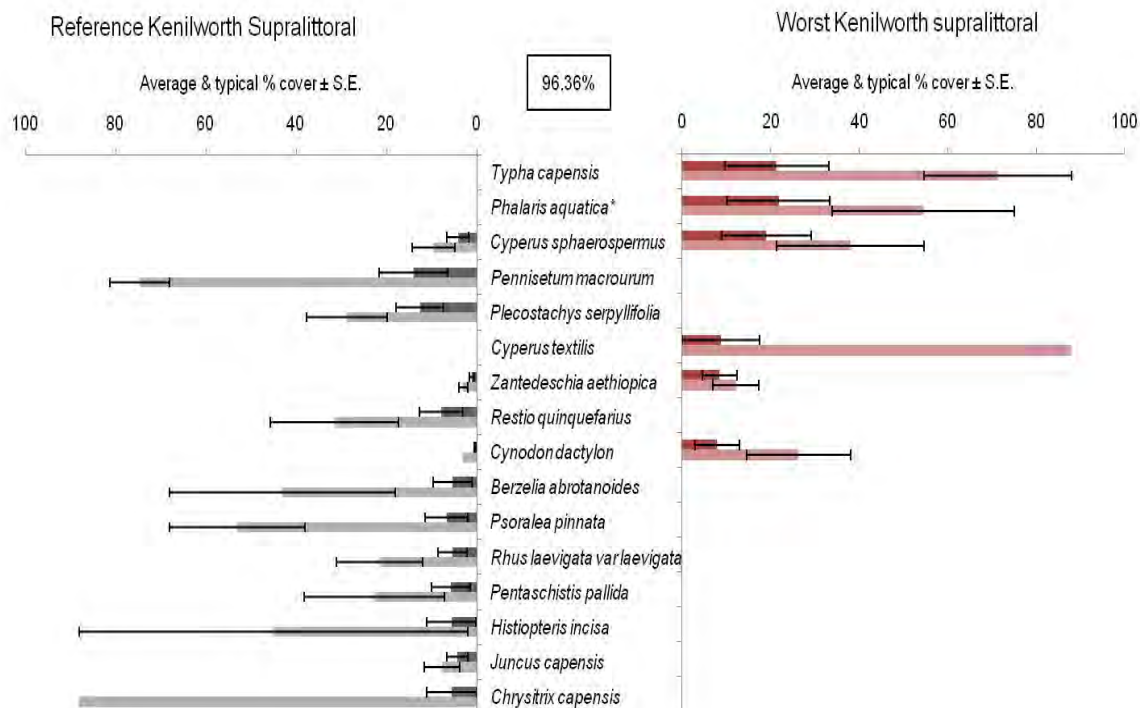 Reference Kenilworth Supralittoral
Worst Kenilworth supralittoral
Average & typical % cover ± S.E.
96,36%
Average & typical % cover ± S.E.
100 80 60 40 20 0
0 20 40 60 80 100
Typha capensis
Phalaris aquatica*
Cyperus sphaerospermus
Pennisetum macrourum
Plecostachys serpyllifolia
Cyperus textilis
Zantedeschia aethiopica
Restio quinquefarius
Cynodon dactylon
Berzelia abrotanoides
Psoralea pinnata
Rhus laevigata var laevigata
Pentaschistis pallida
Histiopteris incisa
Juncus capensis
Chrysitrix capensis